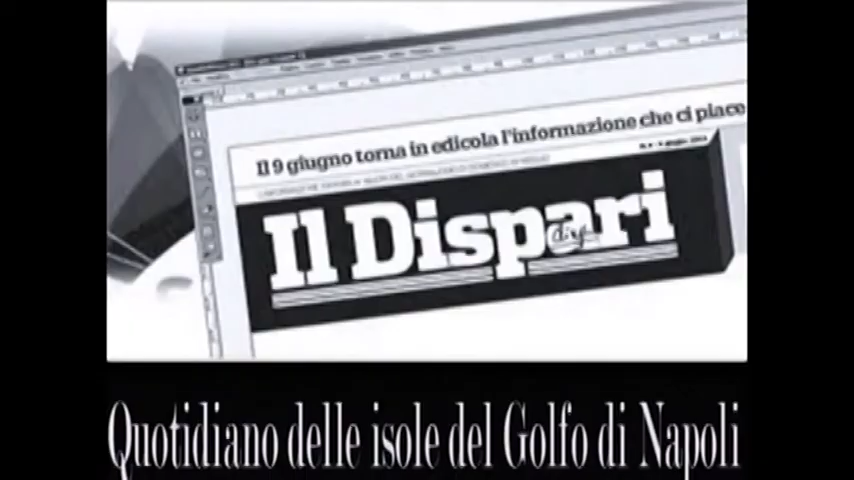 Il 9 giugno torna in edicola l'informazione che ci piace
Il Dispari
Quotidiano delle isole del Golfo di Napoli